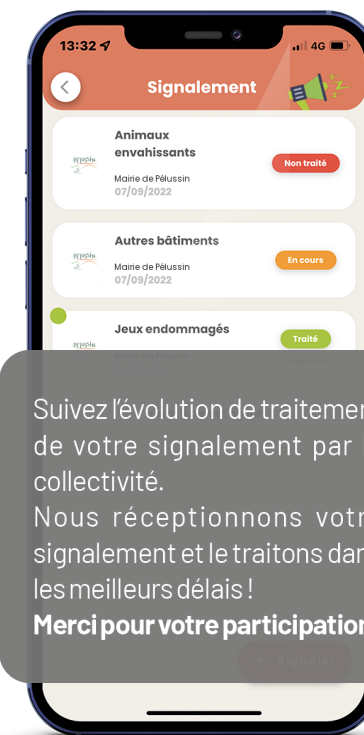 13:32
4G
Signalement
Animaux
envahissants
Non traité
Mairie de Pélussin
07/09/2022
Autres bâtiments
En cours
Mairie de Pélussin
07/09/2022
Jeux endommagés
Traité
Suivez l'évolution de traitemen
de votre signalement par l
collectivité.
Nous réceptionnons votr
signalement et le traitons dan
les meilleurs délais !
Merci pour votre participation
+ Signaler